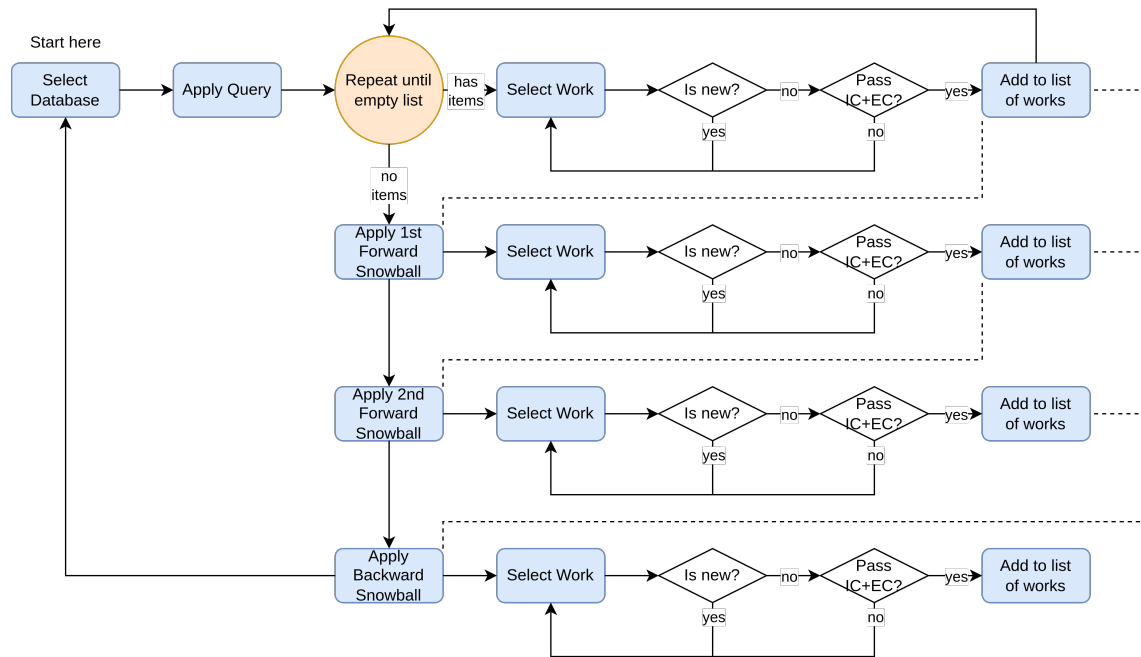 Start here
Select
Database
Apply Query
Repeat until
empty list
has
items
Select Work
Is new?
no
Pass
IC+EC?
yes
Add to list
of works
yes
no
no
items
Apply 1st
Forward
Snowball
Select Work
Is new?
no
Pass
IC+EC?
yes
Add to list
of works
yes
no
Apply 2nd
Forward
Snowball
Select Work
Is new?
no
Pass
IC+EC?
yes
Add to list
of works
yes
no
Apply
Backward
Snowball
Select Work
Is new?
no
Pass
IC+EC?
yes
Add to list
of works
yes
no